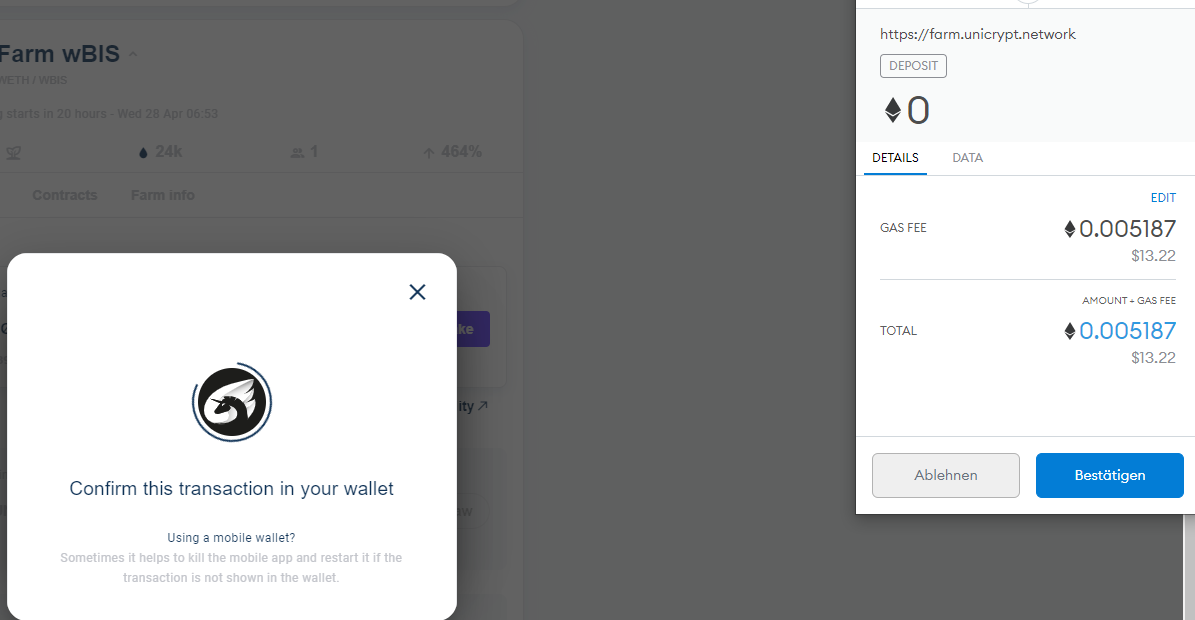 Farm wBIS
WETH / WBIS
starts in 20 hours - Wed 28 Apr 06:53
24k
1
464%
Contracts
Farm info
ke
ity
aw
Confirm this transaction in your wallet
Using a mobile wallet?
Sometimes it helps to kill the mobile app and restart it if the
transaction is not shown in the wallet.
https://farm.unicrypt.network
DEPOSIT
0
DETAILS
DATA
EDIT
GAS FEE
0.005187
$13.22
AMOUNT + GAS FEE
TOTAL
0.005187
$13.22
Ablehnen
Bestätigen